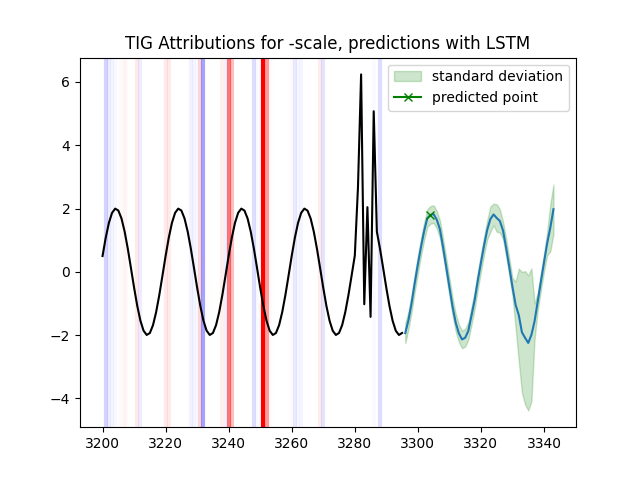 TIG Attributions for -scale, predictions with LSTM
standard deviation
predicted point
6
4
2
0
−2
−4
3200 3220 3240 3260 3280 3300 3320 3340